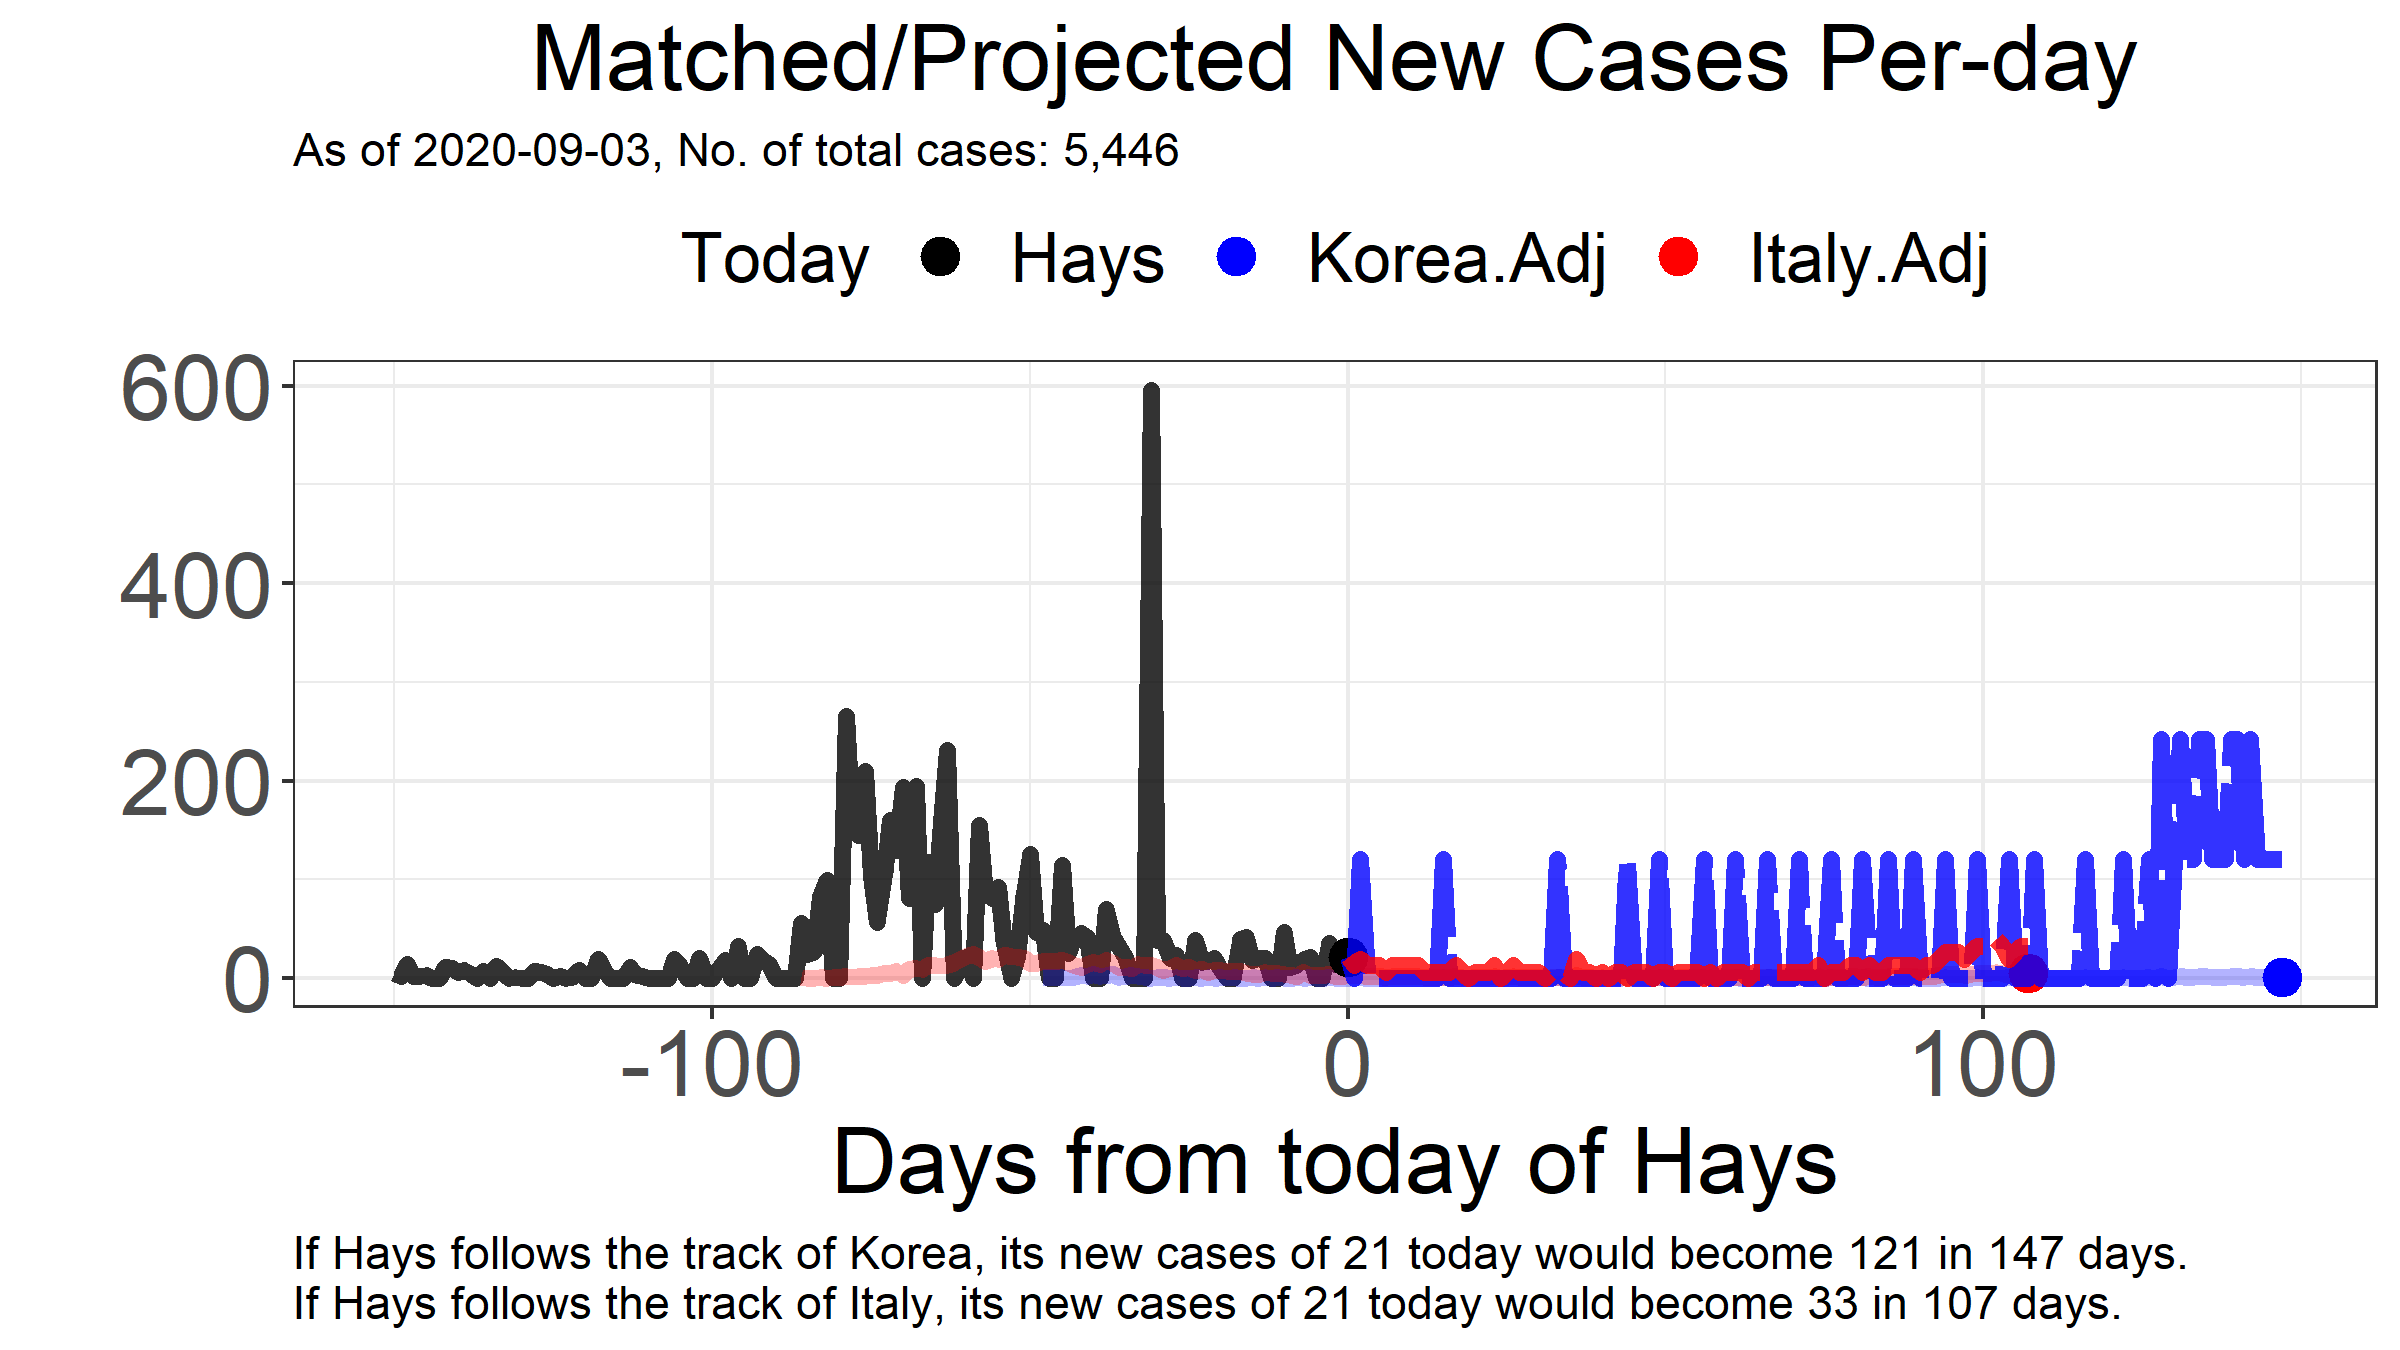 Matched/Projected New Cases Per-day
As of 2020-09-03, No. of total cases: 5,446
Today Hays Korea.Adj Italy.Adj
600
400
200
0
-100 0 100
Days from today of Hays
If Hays follows the track of Korea, its new cases of 21 today would become 121 in 147 days.
If Hays follows the track of Italy, its new cases of 21 today would become 33 in 107 days.